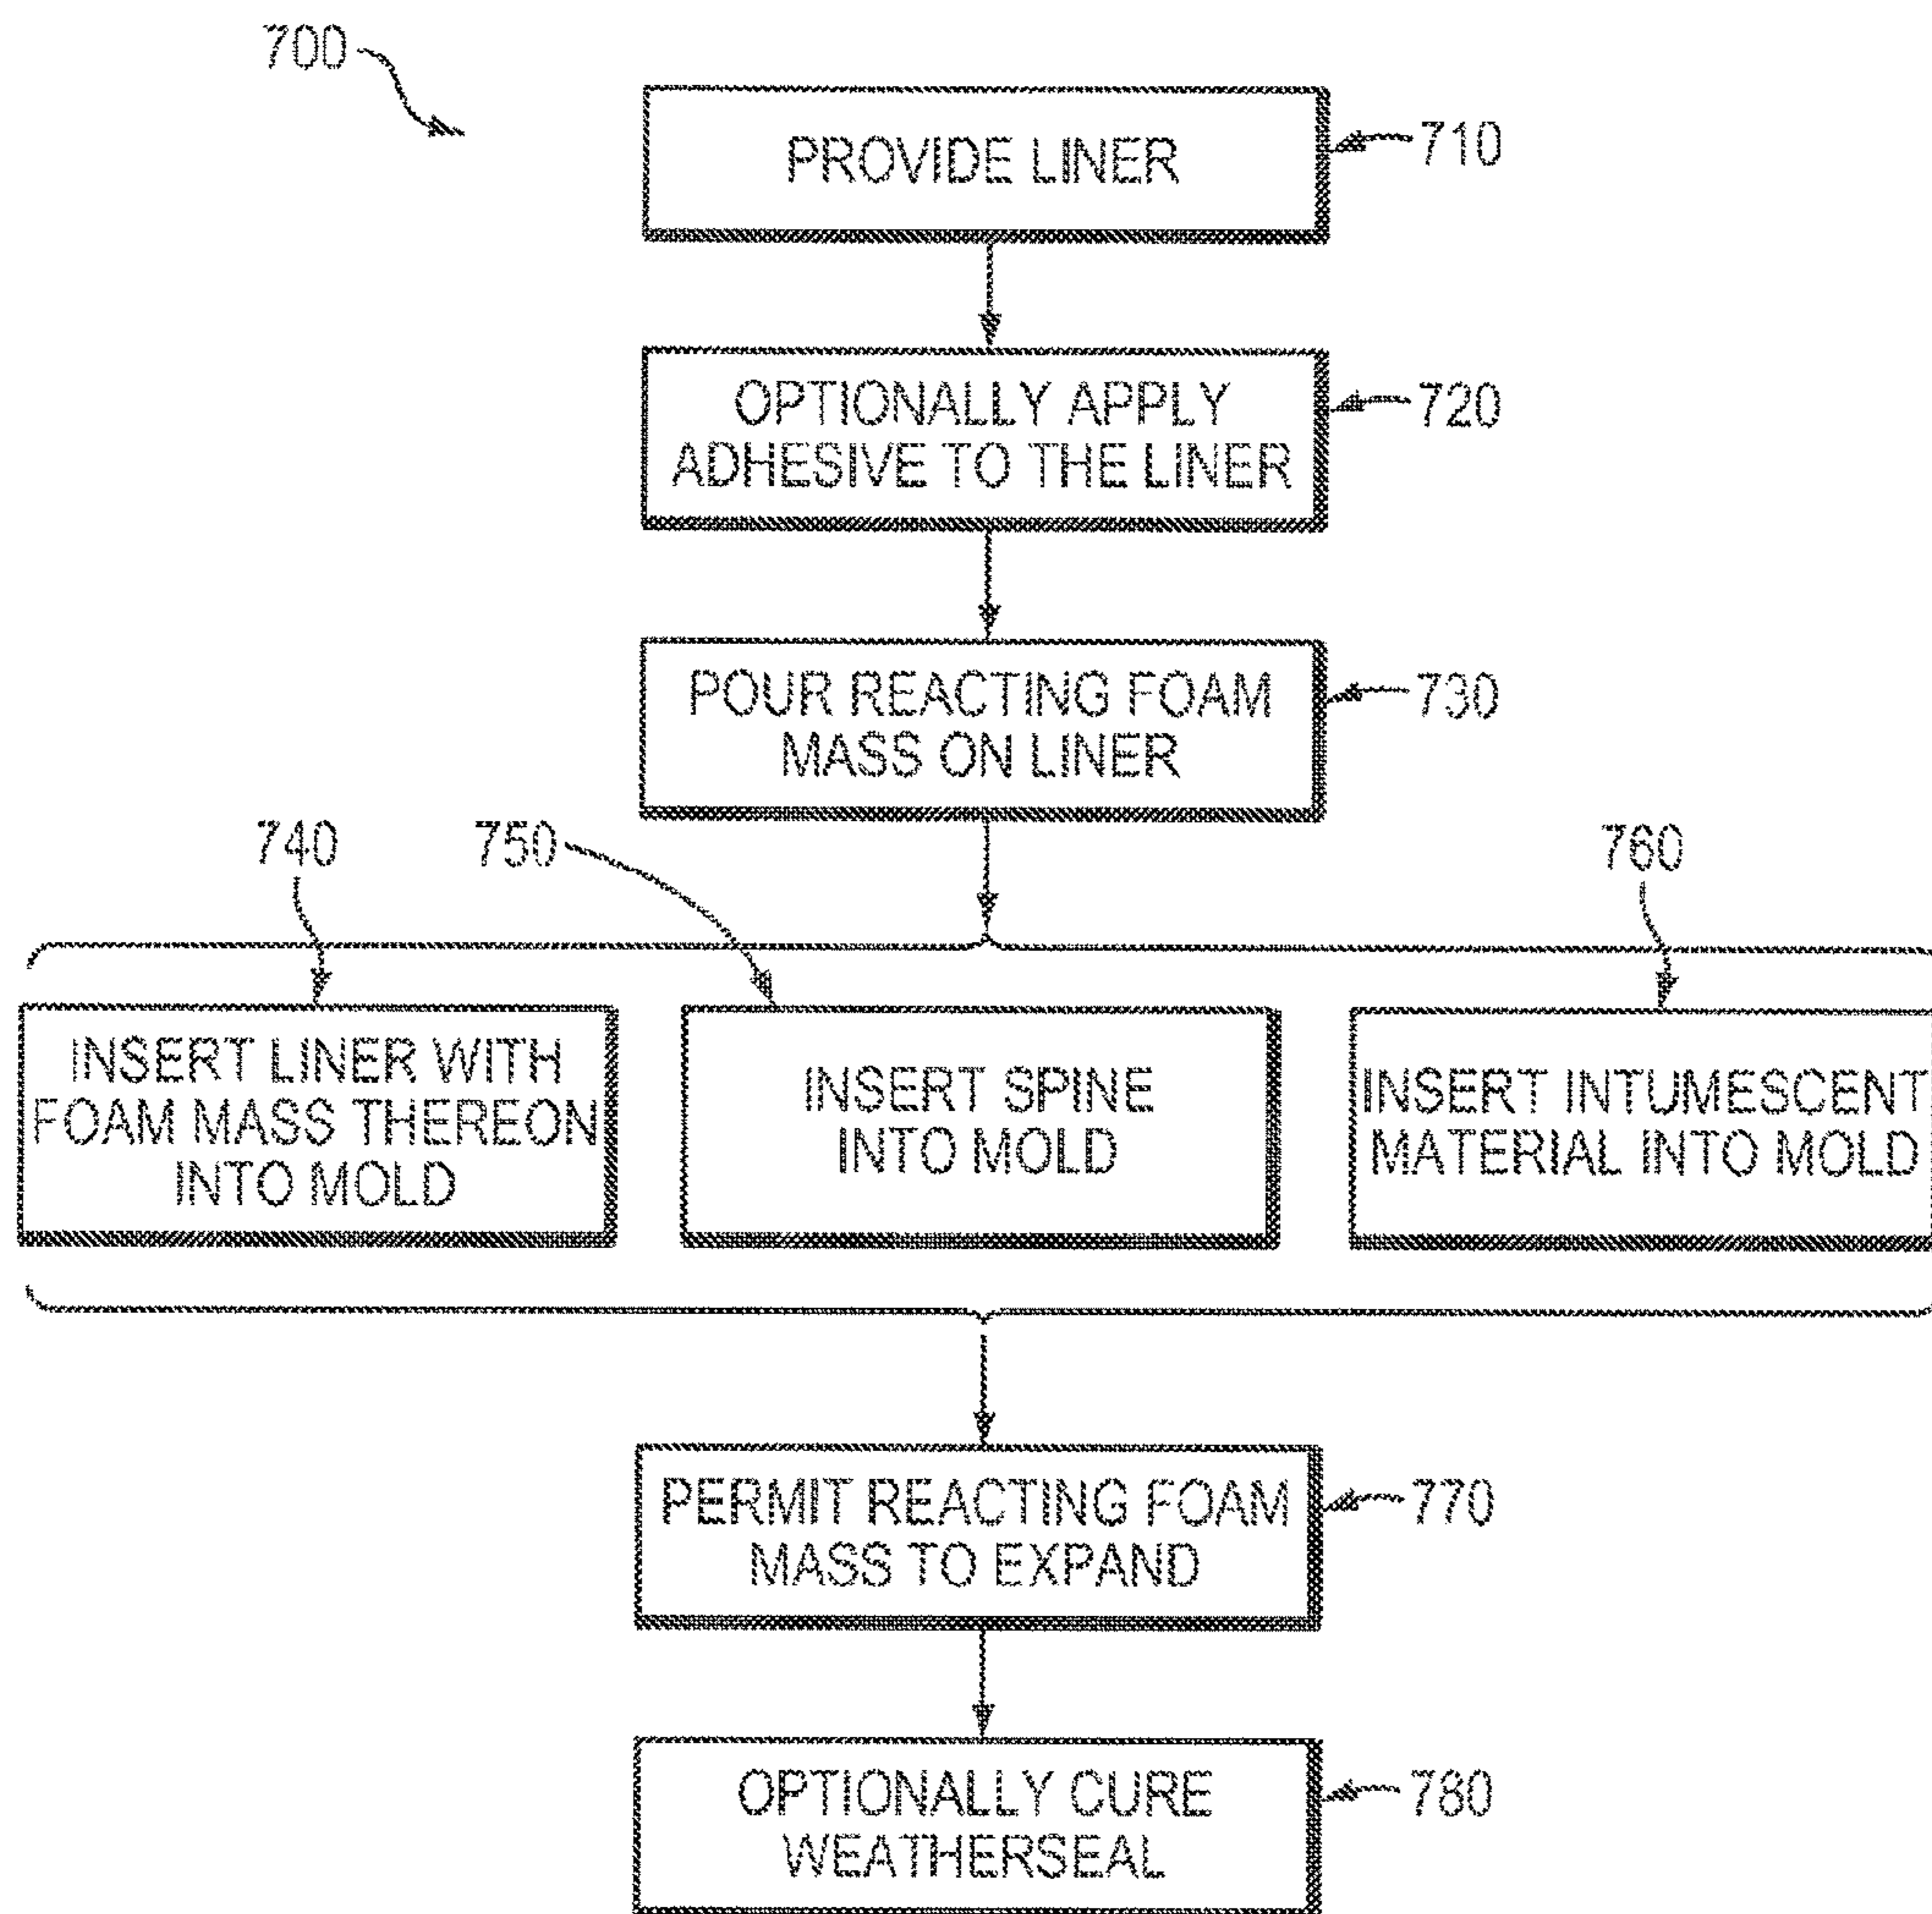 700
PROVIDE LINER
710
OPTIONALLY APPLY
ADHESIVE TO THE LINER
720
POUR REACTING FOAM
MASS ON LINER
730
740
750
760
INSERT LINER WITH
FOAM MASS THEREON
INTO MOLD
INSERT SPINE
INTO MOLD
INSERT INTUMESCENT
MATERIAL INTO MOLD
PERMIT REACTING FOAM
MASS TO EXPAND
770
OPTIONALLY CURE
WEATHERSEAL
780